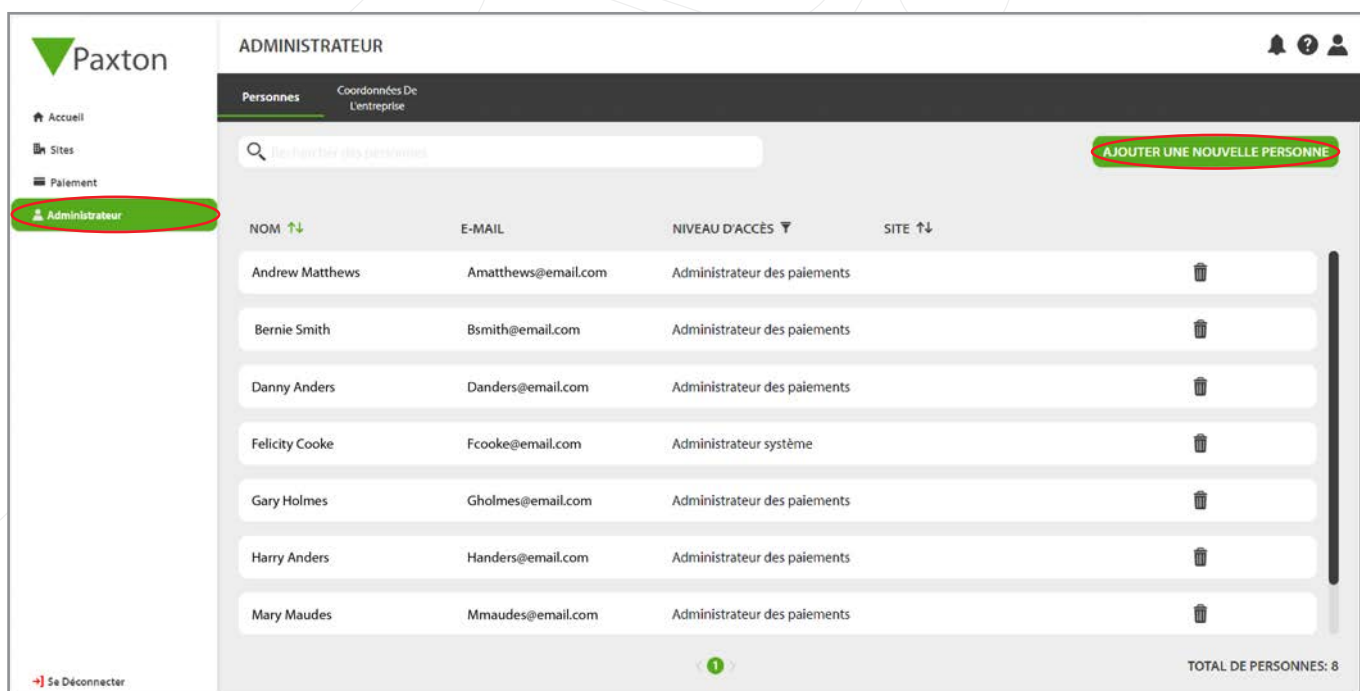 Paxton
ADMINISTRATEUR
Personnes
Coordonnées De
L'entreprise
Accueil
Sites
Paiement
Administrateur
Rechercher des personnes
AJOUTER UNE NOUVELLE PERSONNE
NOM E-MAIL NIVEAU D'ACCÈS SITE
Andrew Matthews Amatthews@email.com Administrateur des paiements
Bernie Smith Bsmith@email.com Administrateur des paiements
Danny Anders Danders@email.com Administrateur des paiements
Felicity Cooke Fcooke@email.com Administrateur système
Gary Holmes Gholmes@email.com Administrateur des paiements
Harry Anders Handers@email.com Administrateur des paiements
Mary Maudes Mmaudes@email.com Administrateur des paiements
1
TOTAL DE PERSONNES: 8
Se Déconnecter